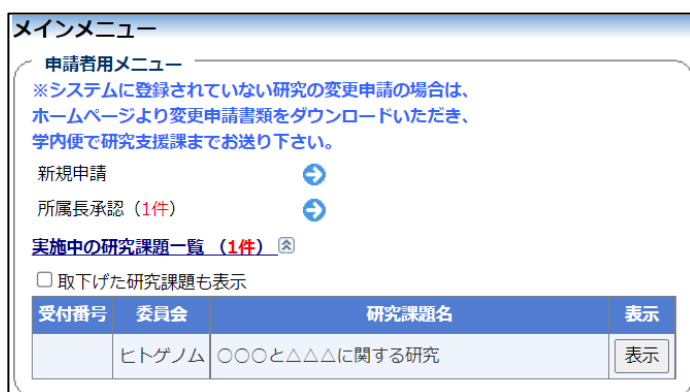 メインメニュー
申請者用メニュー
※システムに登録されていない研究の変更申請の場合は、
ホームページより変更申請書類をダウンロードいただき、
学内便で研究支援課までお送り下さい。
新規申請
所属長承認（1件）
実施中の研究課題一覧 （1件）
取下げた研究課題も表示
受付番号 委員会 研究課題名 表示
ヒトゲノム ○○○と△△△に関する研究 表示